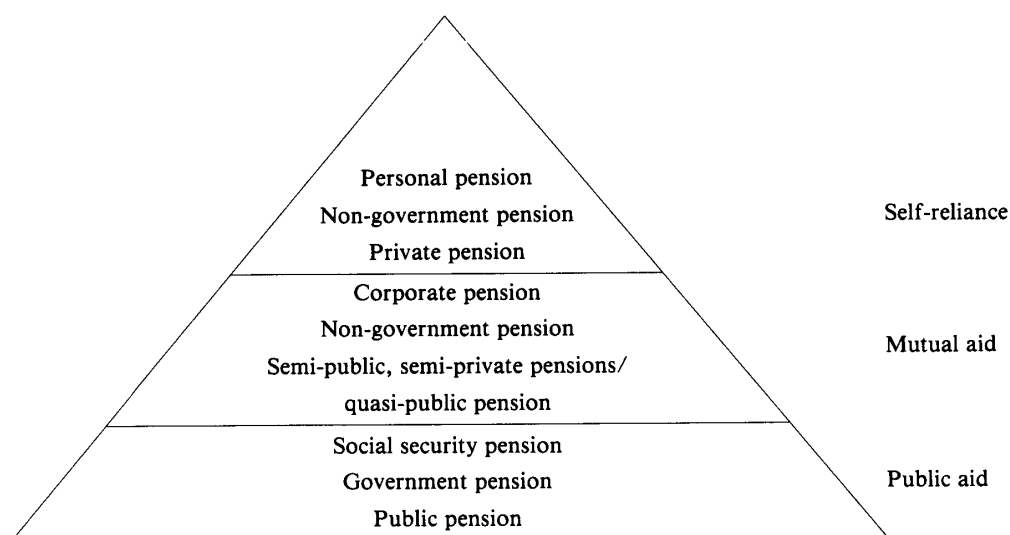 Personal pension
Non-government pension
Private pension
Self-reliance
Corporate pension
Non-government pension
Semi-public, semi-private pensions/
quasi-public pension
Mutual aid
Social security pension
Government pension
Public pension
Public aid